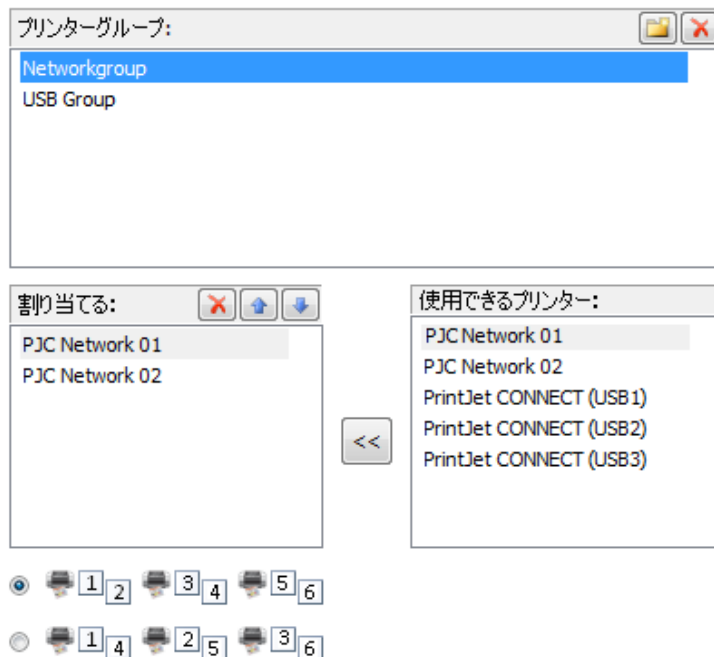 プリンターグループ:
Networkgroup
USB Group
割り当てる:
PJC Network 01
PJC Network 02
<<
使用できるプリンター:
PJC Network 01
PJC Network 02
PrintJet CONNECT (USB1)
PrintJet CONNECT (USB2)
PrintJet CONNECT (USB3)
1 2 3 4 5 6
1 4 2 5 3 6